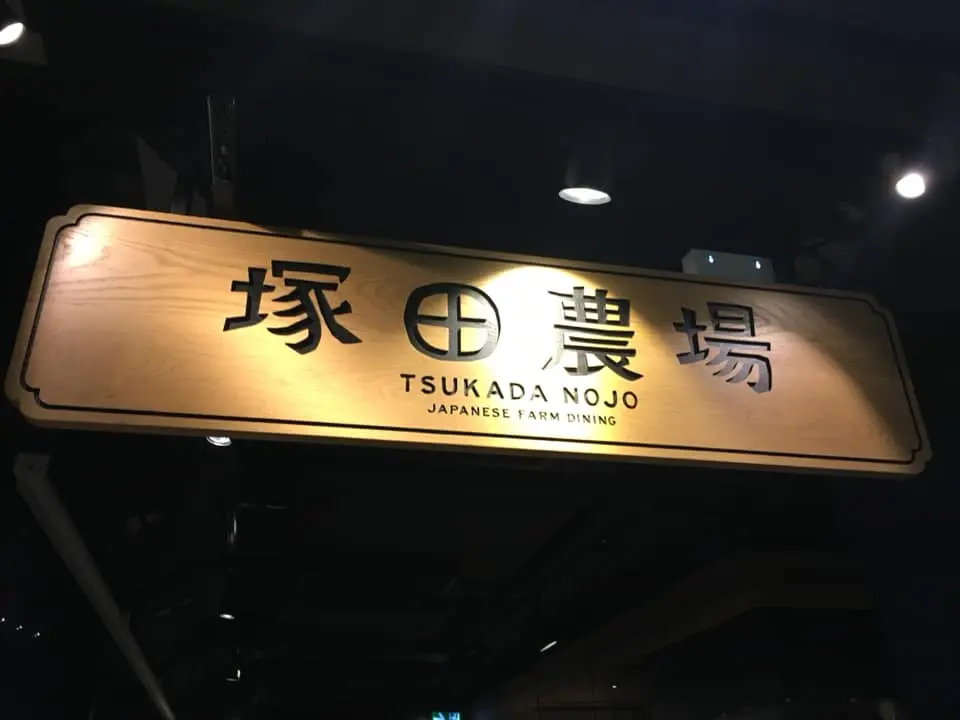 塚田農場
TSUKADA NOJO
JAPANESE FARM DINING